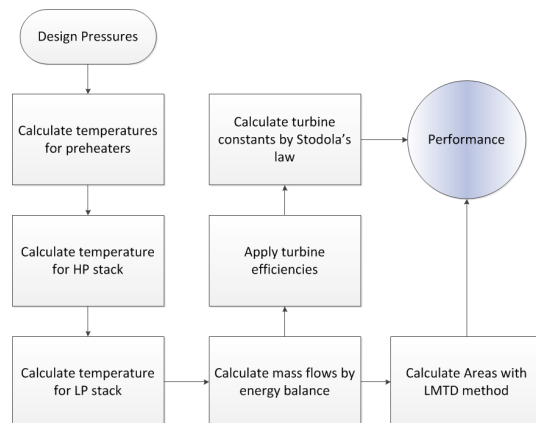 Design Pressures
Calculate temperatures
for preheaters
Calculate temperature
for HP stack
Calculate temperature
for LP stack
Calculate turbine
constants by Stodola's
law
Apply turbine
efficiencies
Calculate mass flows by
energy balance
Performance
Calculate Areas with
LMTD method